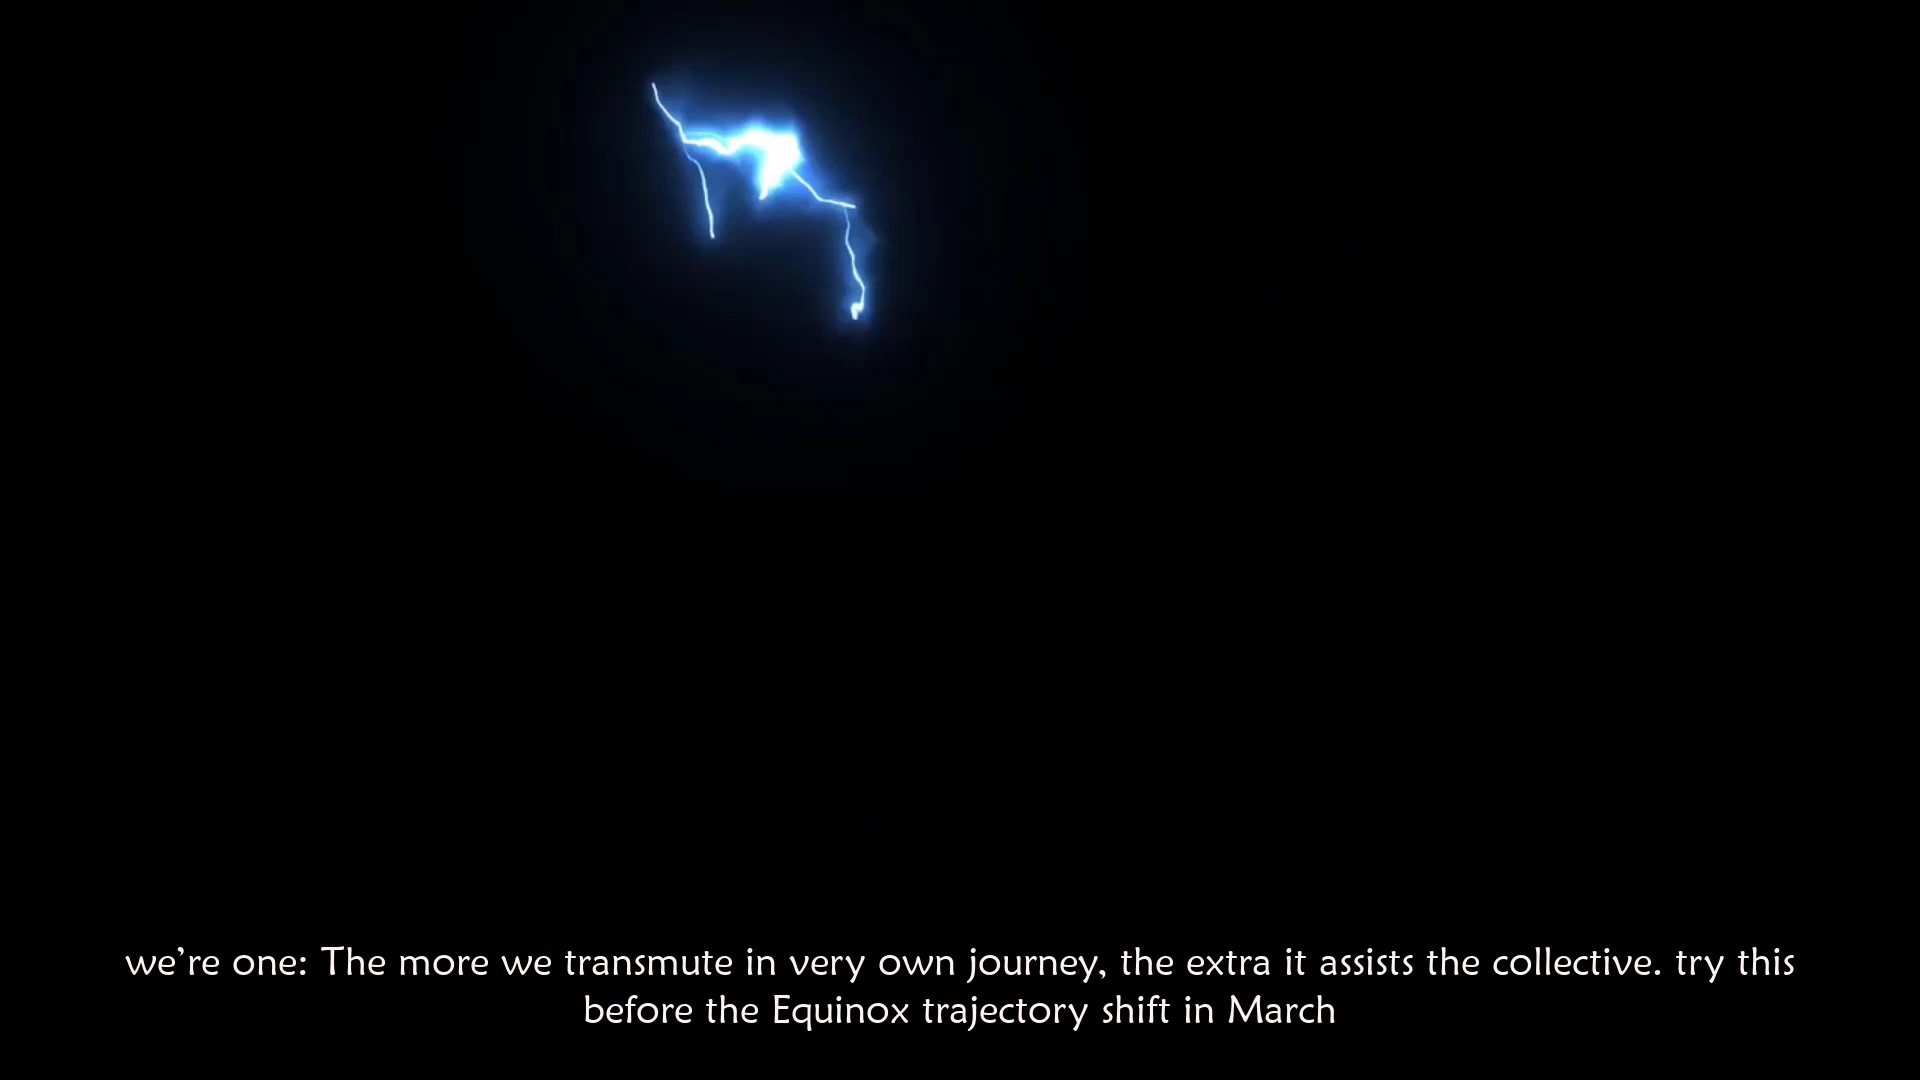 we’re one: The more we transmute in very own journey, the extra it assists the collective. try this
before the Equinox trajectory shift in March